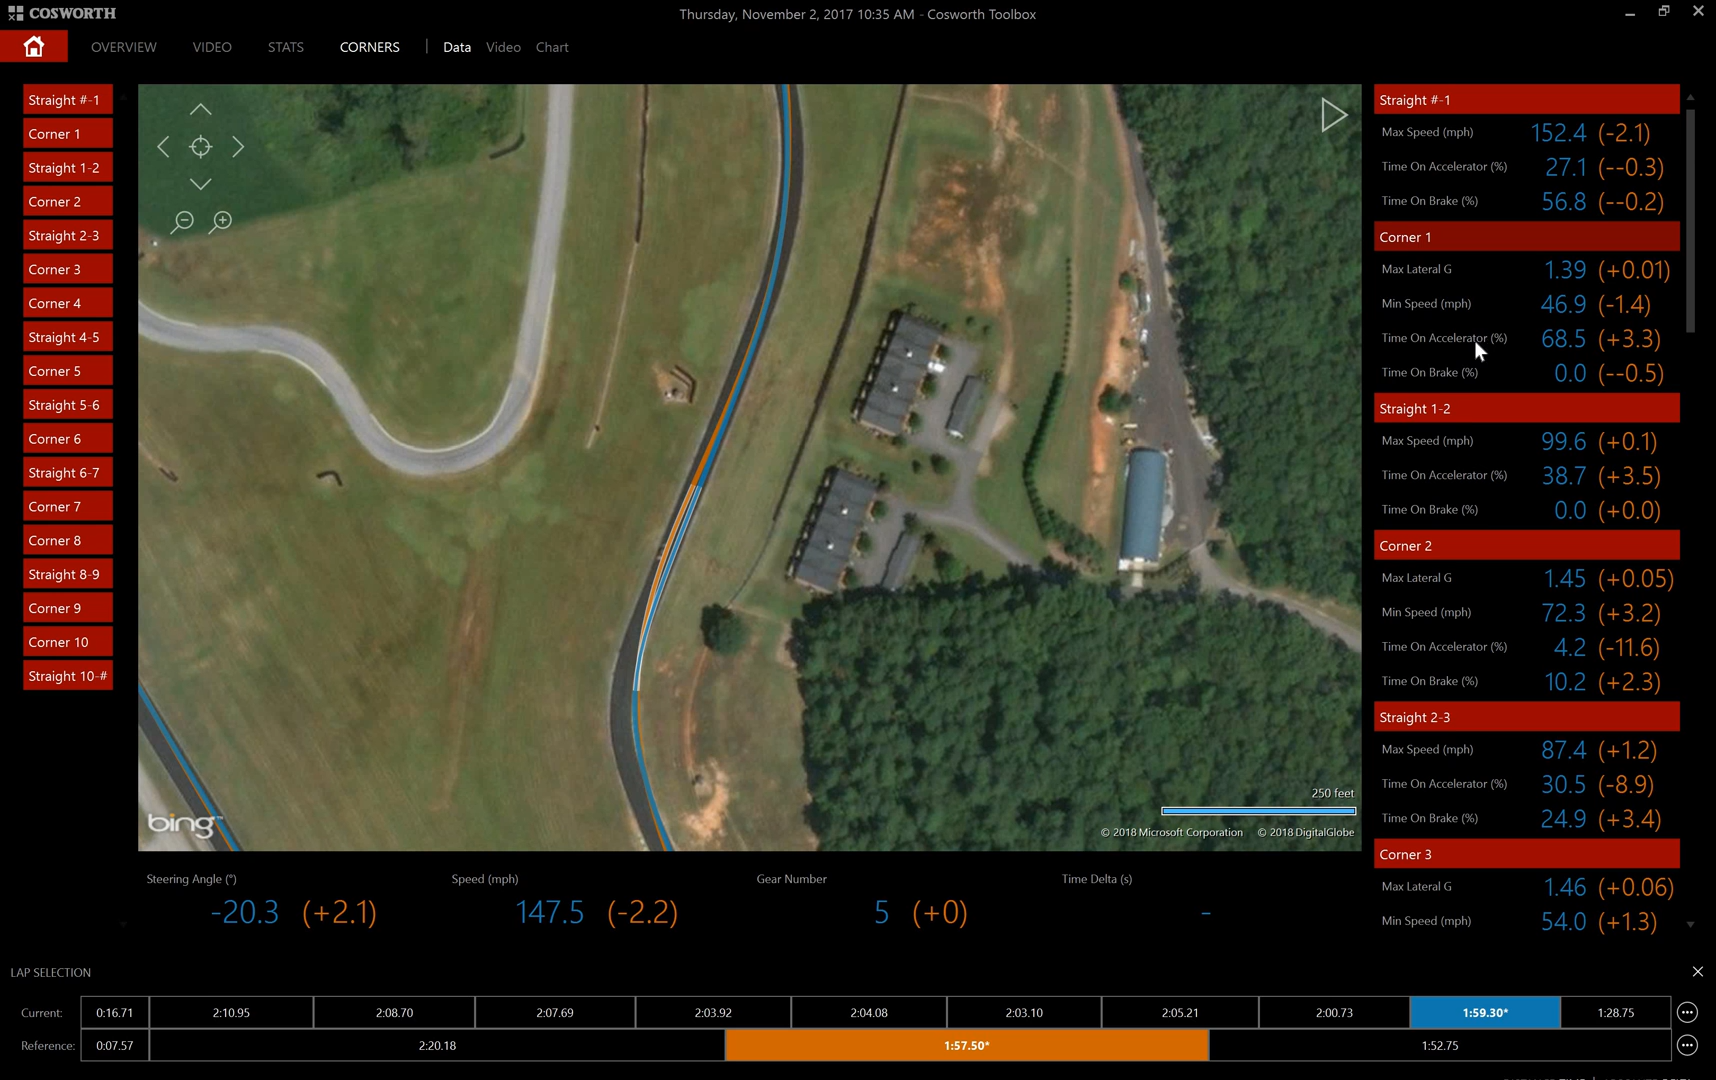 COSWORTH
Thursday, November 2, 2017 10:35 AM - Cosworth Toolbox
OVERVIEW VIDEO STATS CORNERS | Data Video Chart
Straight #-1
Corner 1
Straight 1-2
Corner 2
Straight 2-3
Corner 3
Corner 4
Straight 4-5
Corner 5
Straight 5-6
Corner 6
Straight 6-7
Corner 7
Corner 8
Straight 8-9
Corner 9
Corner 10
Straight 10-#
bing™
250 feet
© 2018 Microsoft Corporation © 2018 DigitalGlobe
Straight #-1
Max Speed (mph) 152.4 (-2.1)
Time On Accelerator (%) 27.1 (--0.3)
Time On Brake (%) 56.8 (--0.2)
Corner 1
Max Lateral G 1.39 (+0.01)
Min Speed (mph) 46.9 (-1.4)
Time On Accelerator (%) 68.5 (+3.3)
Time On Brake (%) 0.0 (--0.5)
Straight 1-2
Max Speed (mph) 99.6 (+0.1)
Time On Accelerator (%) 38.7 (+3.5)
Time On Brake (%) 0.0 (+0.0)
Corner 2
Max Lateral G 1.45 (+0.05)
Min Speed (mph) 72.3 (+3.2)
Time On Accelerator (%) 4.2 (-11.6)
Time On Brake (%) 10.2 (+2.3)
Straight 2-3
Max Speed (mph) 87.4 (+1.2)
Time On Accelerator (%) 30.5 (-8.9)
Time On Brake (%) 24.9 (+3.4)
Corner 3
Max Lateral G 1.46 (+0.06)
Min Speed (mph) 54.0 (+1.3)
Steering Angle (°) Speed (mph) Gear Number Time Delta (s)
-20.3 (+2.1) 147.5 (-2.2) 5 (+0) -
LAP SELECTION
Current: 0:16.71 2:10.95 2:08.70 2:07.69 2:03.92 2:04.08 2:03.10 2:05.21 2:00.73 1:59.30* 1:28.75
Reference: 0:07.57 2:20.18 1:57.50* 1:52.75